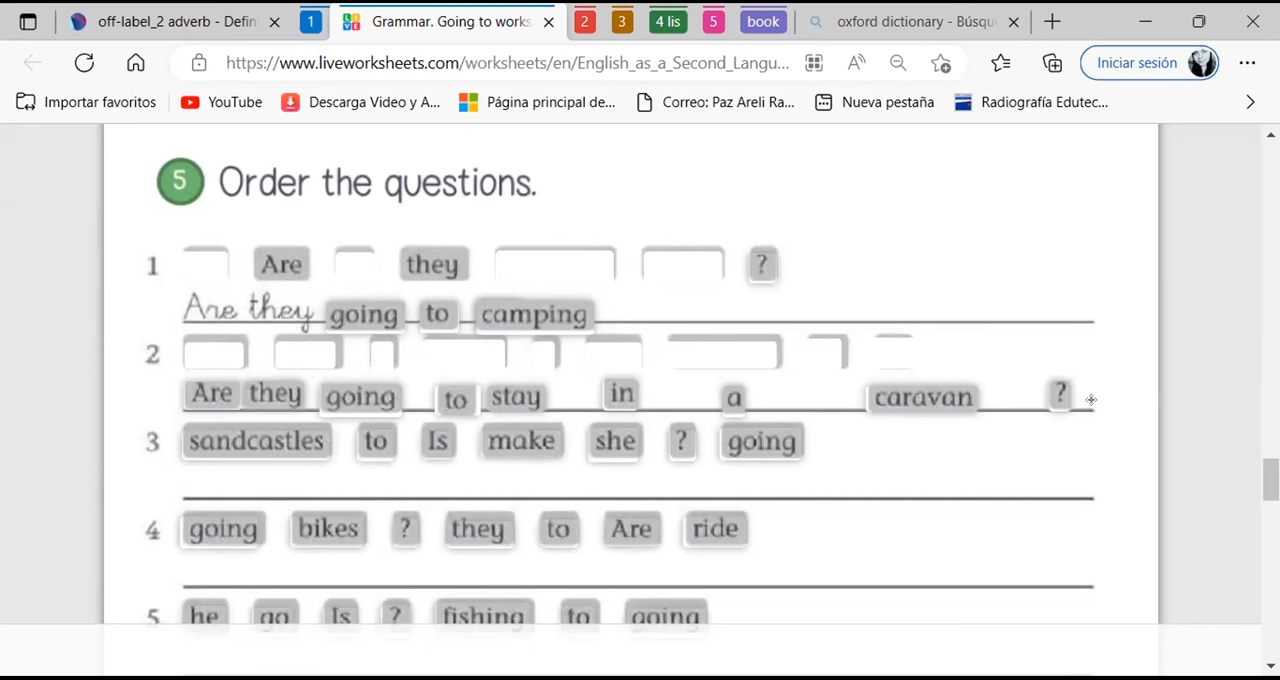 off-label_2 adverb - Defini
1
Grammar. Going to works
2
3
4 lis
5
book
oxford dictionary - Búsqu
https://www.liveworksheets.com/worksheets/en/English_as_a_Second_Langu...
Iniciar sesión
Importar favoritos
YouTube
Descarga Video y A...
Página principal de...
Correo: Paz Areli Ra...
Nueva pestaña
Radiografía Edutec...
5 Order the questions.
1 Are they ?
Are they going to camping
2
Are they going to stay in a caravan ?
3 sandcastles to Is make she ? going
4 going bikes ? they to Are ride
5 he go Is ? fishing to going